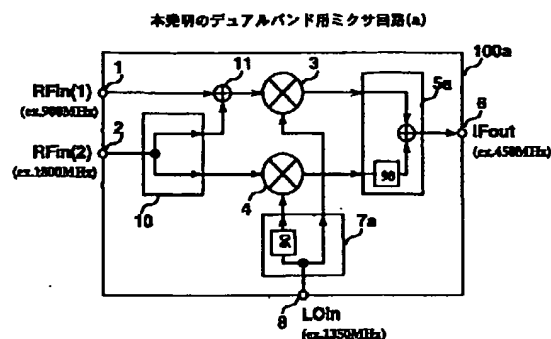 本発明のデュアルバンド用ミクサ回路(a)
100a
1
11
3
5a
RFin(1)
(ex.900MHz)
6
IFout
(ex.450MHz)
2
RFin(2)
(ex.1800MHz)
90
4
10
90
7a
8
LOin
(ex.1350MHz)